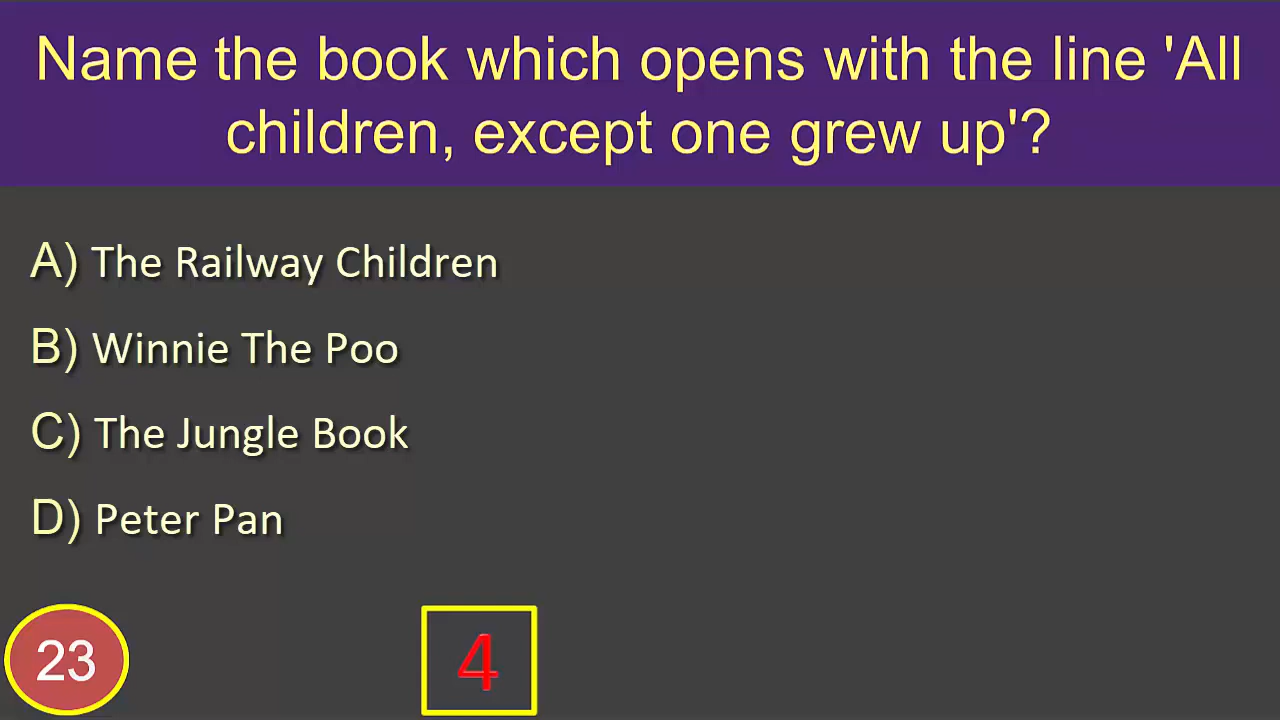 Name the book which opens with the line 'All
children, except one grew up'?
A) The Railway Children
B) Winnie The Poo
C) The Jungle Book
D) Peter Pan
23
4